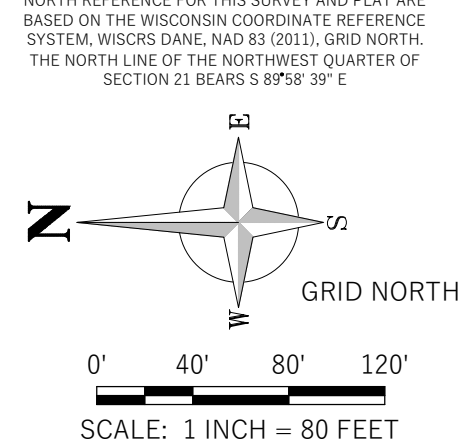 NORTH REFERENCE FOR THIS SURVEY AND PLAT ARE
BASED ON THE WISCONSIN COORDINATE REFERENCE
SYSTEM, WISCRS DANE, NAD 83 (2011), GRID NORTH.
THE NORTH LINE OF THE NORTHWEST QUARTER OF
SECTION 21 BEARS S 89°58' 39" E
E
N
S
W
GRID NORTH
0' 40' 80' 120'
SCALE: 1 INCH = 80 FEET